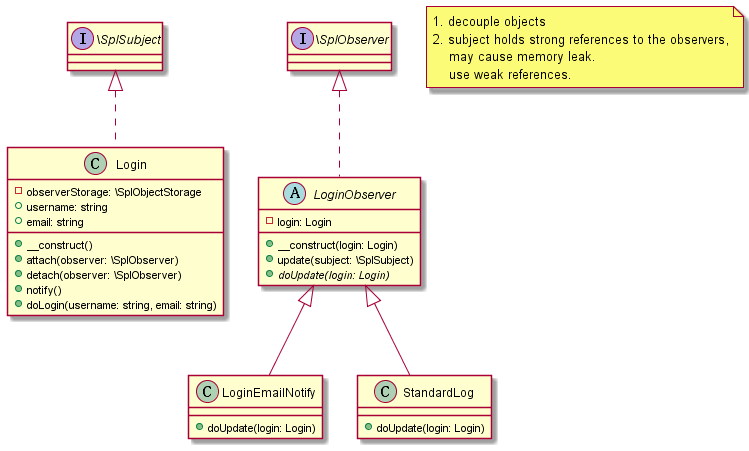 I \SplSubject
I \SplObserver
1. decouple objects
2. subject holds strong references to the observers,
may cause memory leak.
use weak references.
C Login
observerStorage: \SplObjectStorage
username: string
email: string
__construct()
attach(observer: \SplObserver)
detach(observer: \SplObserver)
notify()
doLogin(username: string, email: string)
A LoginObserver
login: Login
__construct(login: Login)
update(subject: \SplSubject)
doUpdate(login: Login)
C LoginEmailNotify
doUpdate(login: Login)
C StandardLog
doUpdate(login: Login)